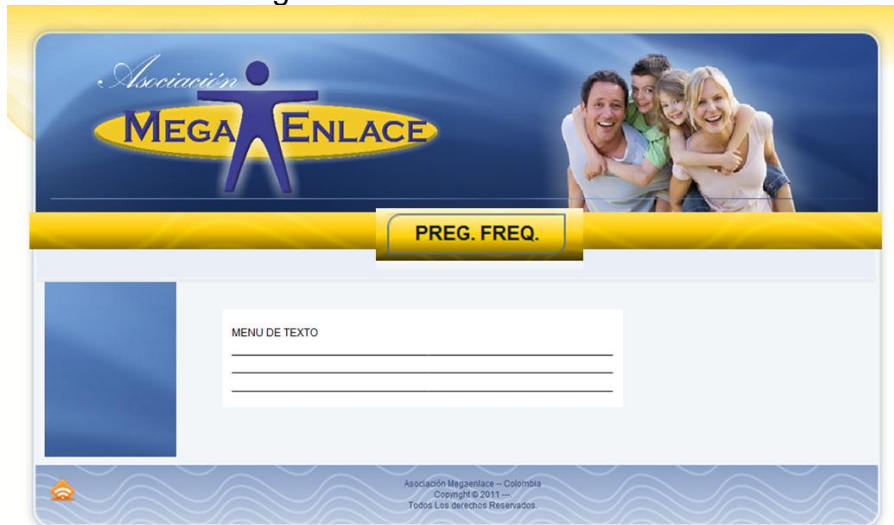 Asociación
MEGA ENLACE
PREG. FREQ.
MENU DE TEXTO
Asociación Megaenlace – Colombia
Copyright © 2011 ---
Todos Los derechos Reservados.